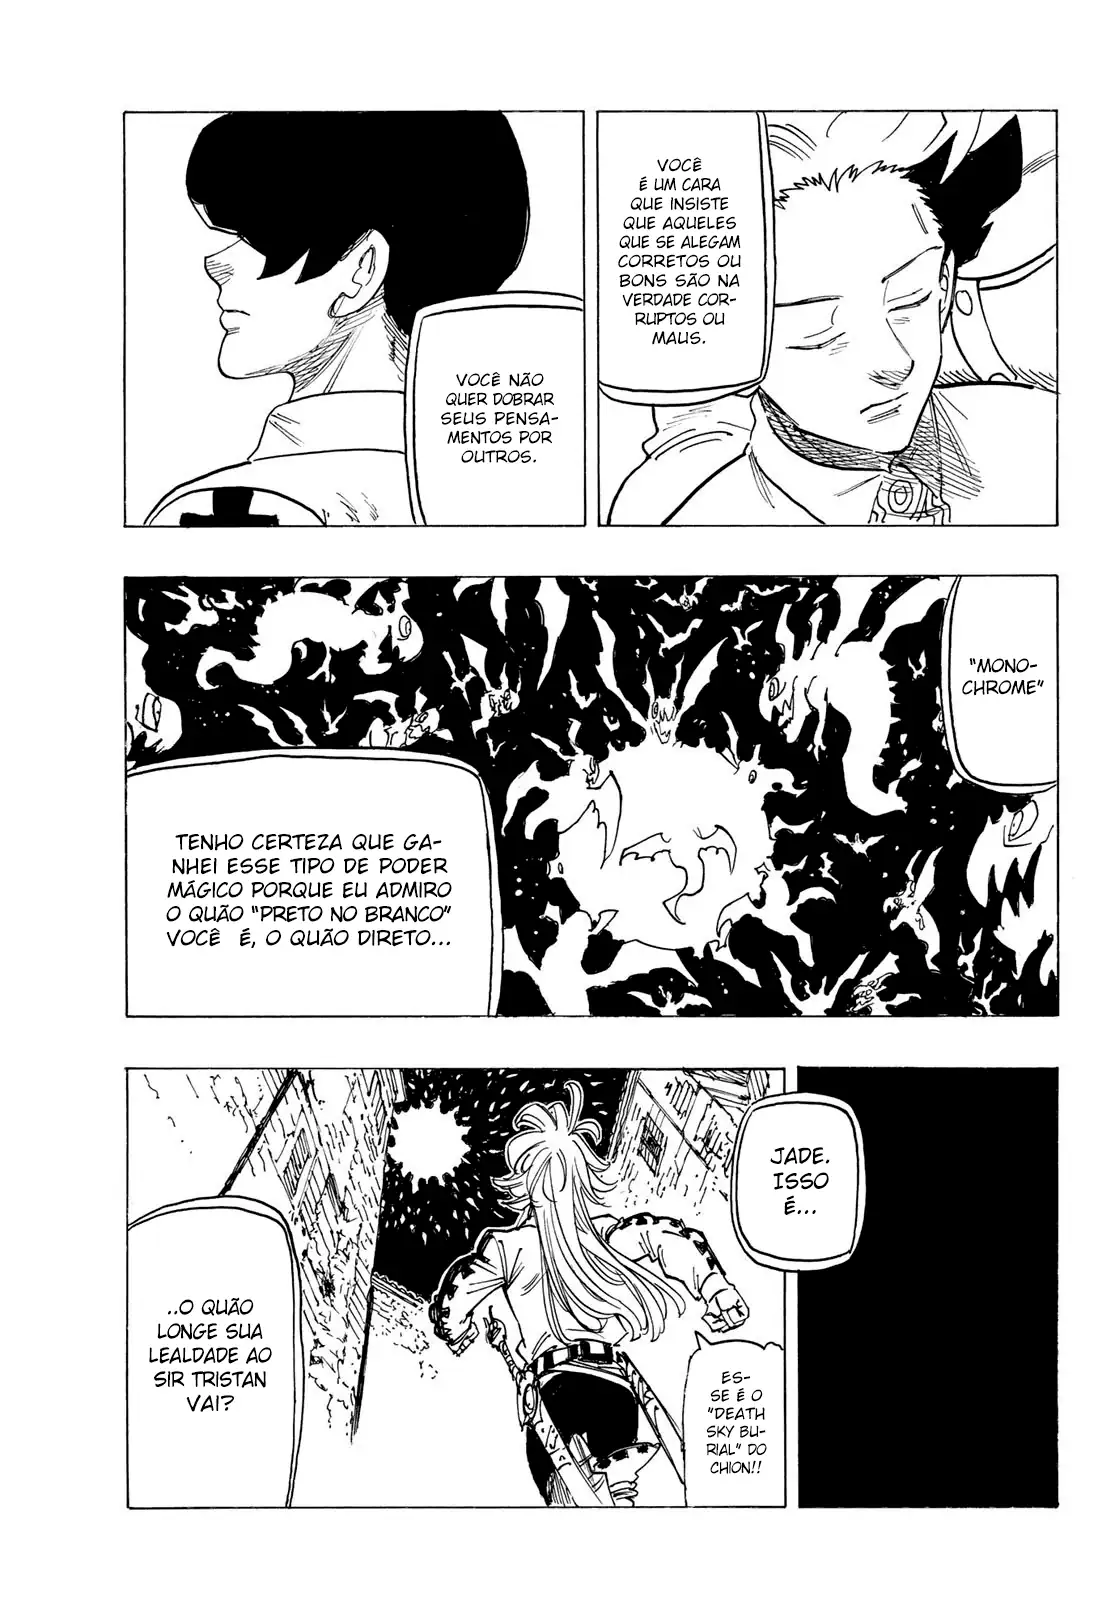 VOCÊ
É UM CARA
QUE INSISTE
QUE AQUELES
QUE SE ALEGAM
CORRETOS OU
BONS SÃO NA
VERDADE COR-
RUPTOS OU
MAUS.
VOCÊ NÃO
QUER DOBRAR
SEUS PENSA-
MENTOS POR
OUTROS.
"MONO-
CHROME"
TENHO CERTEZA QUE GA-
NHEI ESSE TIPO DE PODER
MÁGICO PORQUE EU ADMIRO
O QUÃO "PRETO NO BRANCO"
VOCÊ É, O QUÃO DIRETO...
JADE.
ISSO
É...
ES-
SE É O
"DEATH
SKY BU-
RIAL" DO
CHION!!
..O QUÃO
LONGE SUA
LEALDADE AO
SIR TRISTAN
VAI?